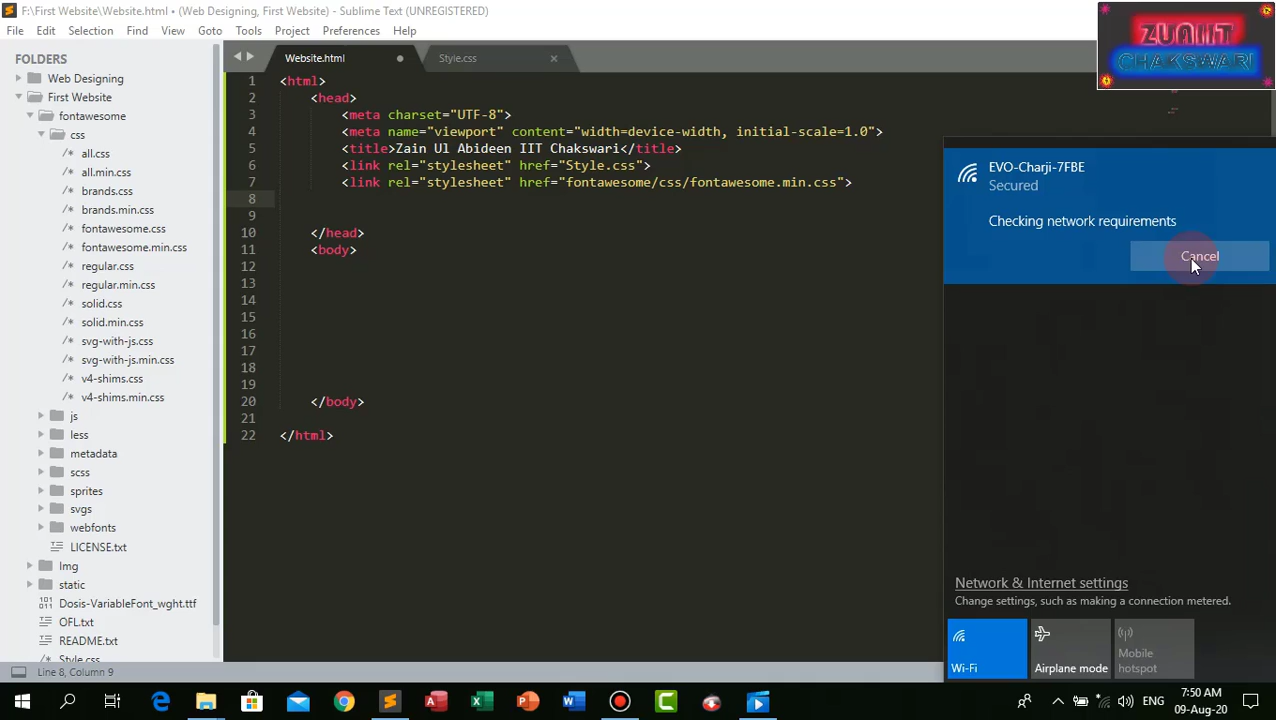 F:\First Website\Website.html • (Web Designing, First Website) - Sublime Text (UNREGISTERED)
File Edit Selection Find View Goto Tools Project Preferences Help
ZUAIIT
CHAKSWARI
FOLDERS
Web Designing
First Website
fontawesome
css
/* all.css
/* all.min.css
/* brands.css
/* brands.min.css
/* fontawesome.css
/* fontawesome.min.css
/* regular.css
/* regular.min.css
/* solid.css
/* solid.min.css
/* svg-with-js.css
/* svg-with-js.min.css
/* v4-shims.css
/* v4-shims.min.css
js
less
metadata
scss
sprites
svgs
webfonts
LICENSE.txt
Img
static
Dosis-VariableFont_wght.ttf
OFL.txt
README.txt
Style.css
Website.html Style.css
1 <html>
2 <head>
3 <meta charset="UTF-8">
4 <meta name="viewport" content="width=device-width, initial-scale=1.0">
5 <title>Zain Ul Abideen IIT Chakswari</title>
6 <link rel="stylesheet" href="Style.css">
7 <link rel="stylesheet" href="fontawesome/css/fontawesome.min.css">
8
9
10 </head>
11 <body>
12
13
14
15
16
17
18
19
20 </body>
21
22 </html>
EVO-Charji-7FBE
Secured
Checking network requirements
Cancel
Network & Internet settings
Change settings, such as making a connection metered.
Wi-Fi
Airplane mode
Mobile
hotspot
Line 8, Column 9
ENG
7:50 AM
09-Aug-20